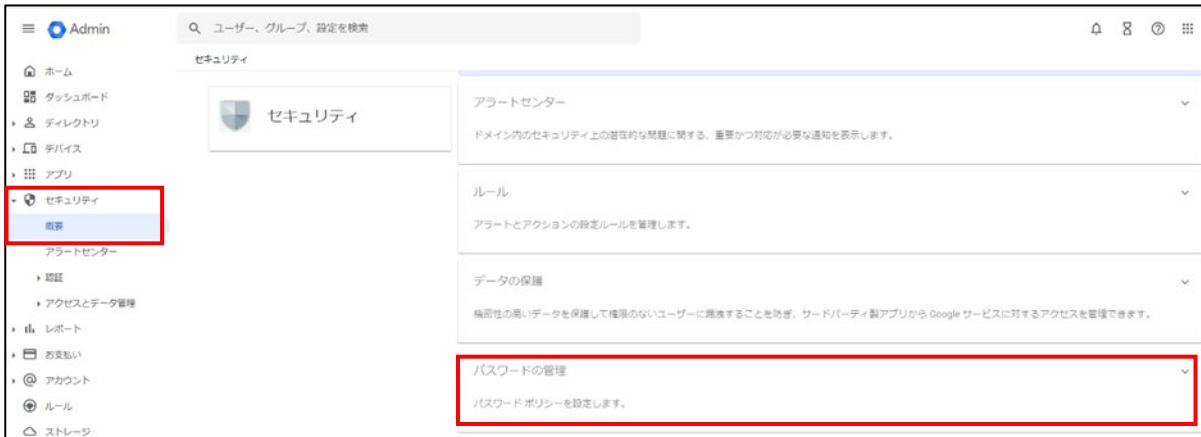 Admin
ユーザー、グループ、設定を検索
セキュリティ
ホーム
ダッシュボード
ディレクトリ
デバイス
アプリ
セキュリティ
概要
アラートセンター
認証
アクセスとデータ管理
レポート
お支払い
アカウント
ルール
ストレージ
セキュリティ
アラートセンター
ドメイン内のセキュリティ上の潜在的な問題に関する、重要かつ対応が必要な通知を表示します。
ルール
アラートとアクションの設定ルールを管理します。
データの保護
機密性の高いデータを保護して権限のないユーザーに漏洩することを防ぎ、サードパーティ製アプリから Google サービスに対するアクセスを管理できます。
パスワードの管理
パスワード ポリシーを設定します。